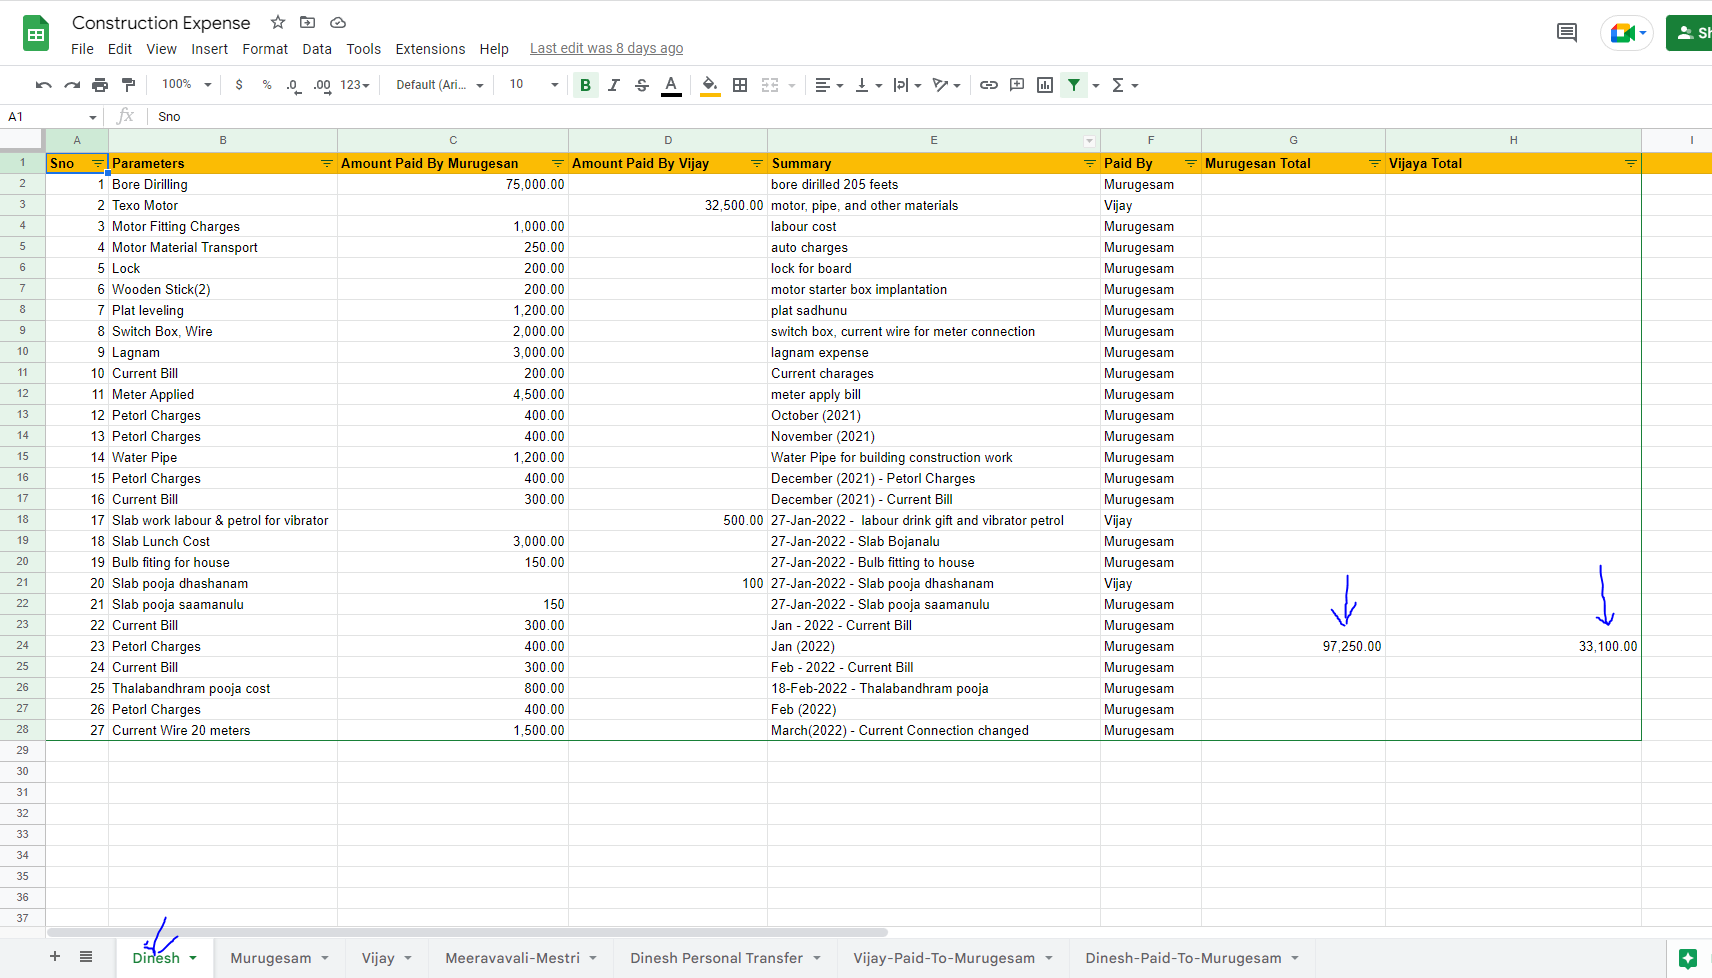 Construction Expense
File Edit View Insert Format Data Tools Extensions Help Last edit was 8 days ago
Sh
100% $ % .0 .00 123 Default (Ari... 10 B I S A
A1 fx Sno
A B C D E F G H I
1 Sno Parameters Amount Paid By Murugesan Amount Paid By Vijay Summary Paid By Murugesan Total Vijaya Total
2 1 Bore Dirilling 75,000.00 bore dirilled 205 feets Murugesam
3 2 Texo Motor 32,500.00 motor, pipe, and other materials Vijay
4 3 Motor Fitting Charges 1,000.00 labour cost Murugesam
5 4 Motor Material Transport 250.00 auto charges Murugesam
6 5 Lock 200.00 lock for board Murugesam
7 6 Wooden Stick(2) 200.00 motor starter box implantation Murugesam
8 7 Plat leveling 1,200.00 plat sadhunu Murugesam
9 8 Switch Box, Wire 2,000.00 switch box, current wire for meter connection Murugesam
10 9 Lagnam 3,000.00 lagnam expense Murugesam
11 10 Current Bill 200.00 Current charages Murugesam
12 11 Meter Applied 4,500.00 meter apply bill Murugesam
13 12 Petorl Charges 400.00 October (2021) Murugesam
14 13 Petorl Charges 400.00 November (2021) Murugesam
15 14 Water Pipe 1,200.00 Water Pipe for building construction work Murugesam
16 15 Petorl Charges 400.00 December (2021) - Petorl Charges Murugesam
17 16 Current Bill 300.00 December (2021) - Current Bill Murugesam
18 17 Slab work labour & petrol for vibrator 500.00 27-Jan-2022 - labour drink gift and vibrator petrol Vijay
19 18 Slab Lunch Cost 3,000.00 27-Jan-2022 - Slab Bojanalu Murugesam
20 19 Bulb fiting for house 150.00 27-Jan-2022 - Bulb fitting to house Murugesam
21 20 Slab pooja dhashanam 100 27-Jan-2022 - Slab pooja dhashanam Vijay
22 21 Slab pooja saamanulu 150 27-Jan-2022 - Slab pooja saamanulu Murugesam
23 22 Current Bill 300.00 Jan - 2022 - Current Bill Murugesam
24 23 Petorl Charges 400.00 Jan (2022) Murugesam 97,250.00 33,100.00
25 24 Current Bill 300.00 Feb - 2022 - Current Bill Murugesam
26 25 Thalabandhram pooja cost 800.00 18-Feb-2022 - Thalabandhram pooja Murugesam
27 26 Petorl Charges 400.00 Feb (2022) Murugesam
28 27 Current Wire 20 meters 1,500.00 March(2022) - Current Connection changed Murugesam
29
30
31
32
33
34
35
36
37
Dinesh Murugesam Vijay Meeravavali-Mestri Dinesh Personal Transfer Vijay-Paid-To-Murugesam Dinesh-Paid-To-Murugesam